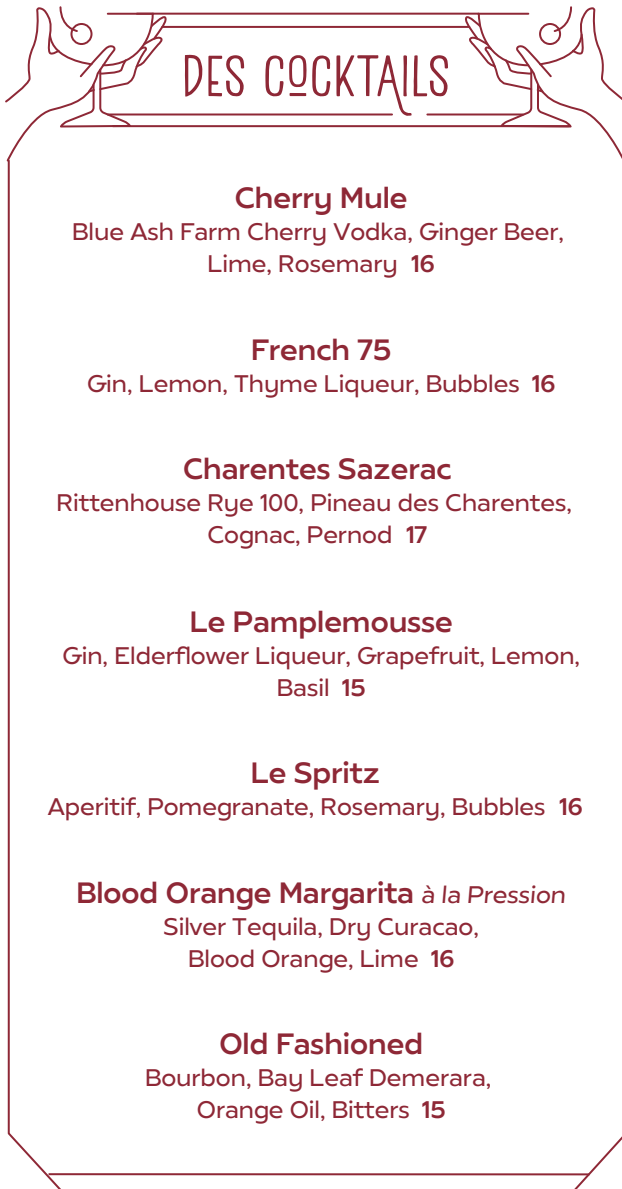 DES COCKTAILS
Cherry Mule
Blue Ash Farm Cherry Vodka, Ginger Beer,
Lime, Rosemary 16
French 75
Gin, Lemon, Thyme Liqueur, Bubbles 16
Charentes Sazerac
Rittenhouse Rye 100, Pineau des Charentes,
Cognac, Pernod 17
Le Pamplemousse
Gin, Elderflower Liqueur, Grapefruit, Lemon,
Basil 15
Le Spritz
Aperitif, Pomegranate, Rosemary, Bubbles 16
Blood Orange Margarita à la Pression
Silver Tequila, Dry Curacao,
Blood Orange, Lime 16
Old Fashioned
Bourbon, Bay Leaf Demerara,
Orange Oil, Bitters 15